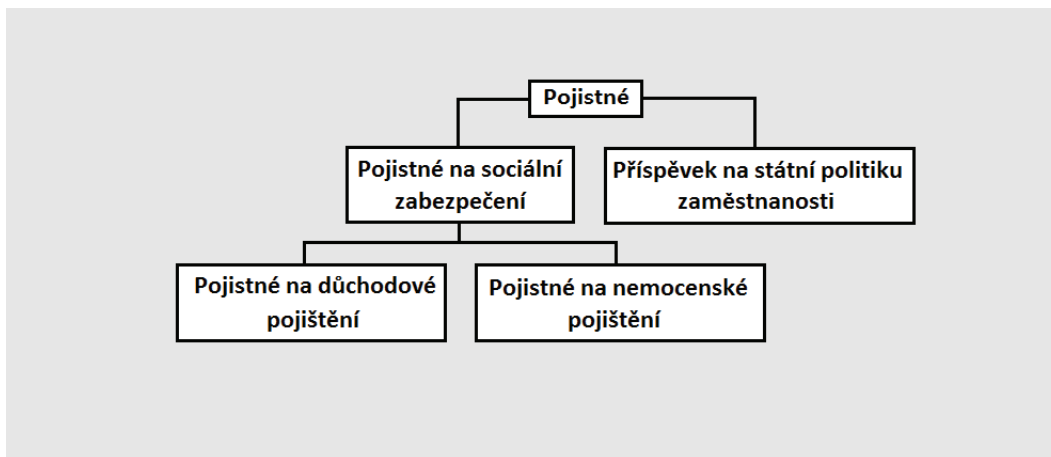 Pojistné
Pojistné na sociální
zabezpečení
Příspěvek na státní politiku
zaměstnanosti
Pojistné na důchodové
pojištění
Pojistné na nemocenské
pojištění